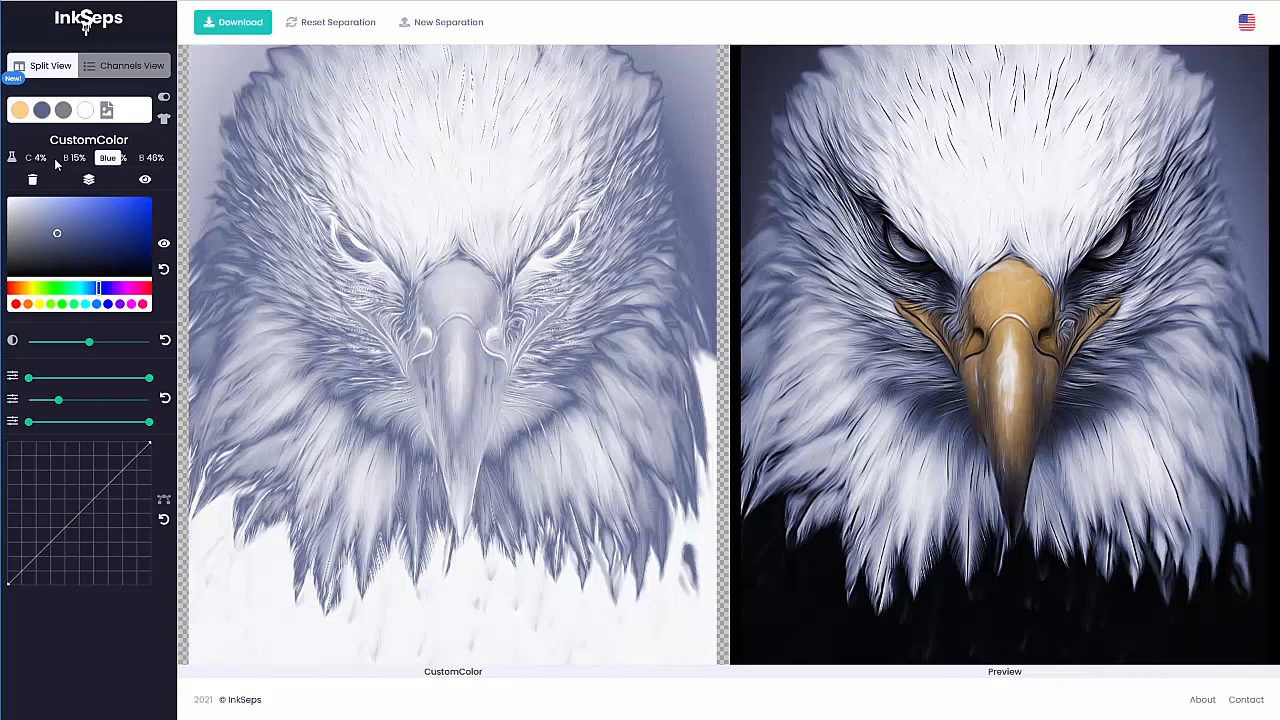 InkSeps
Download
Reset Separation
New Separation
Split View
Channels View
New!
CustomColor
C 4%
B 15%
Blue
%
B 46%
CustomColor
Preview
2021 © InkSeps
About
Contact